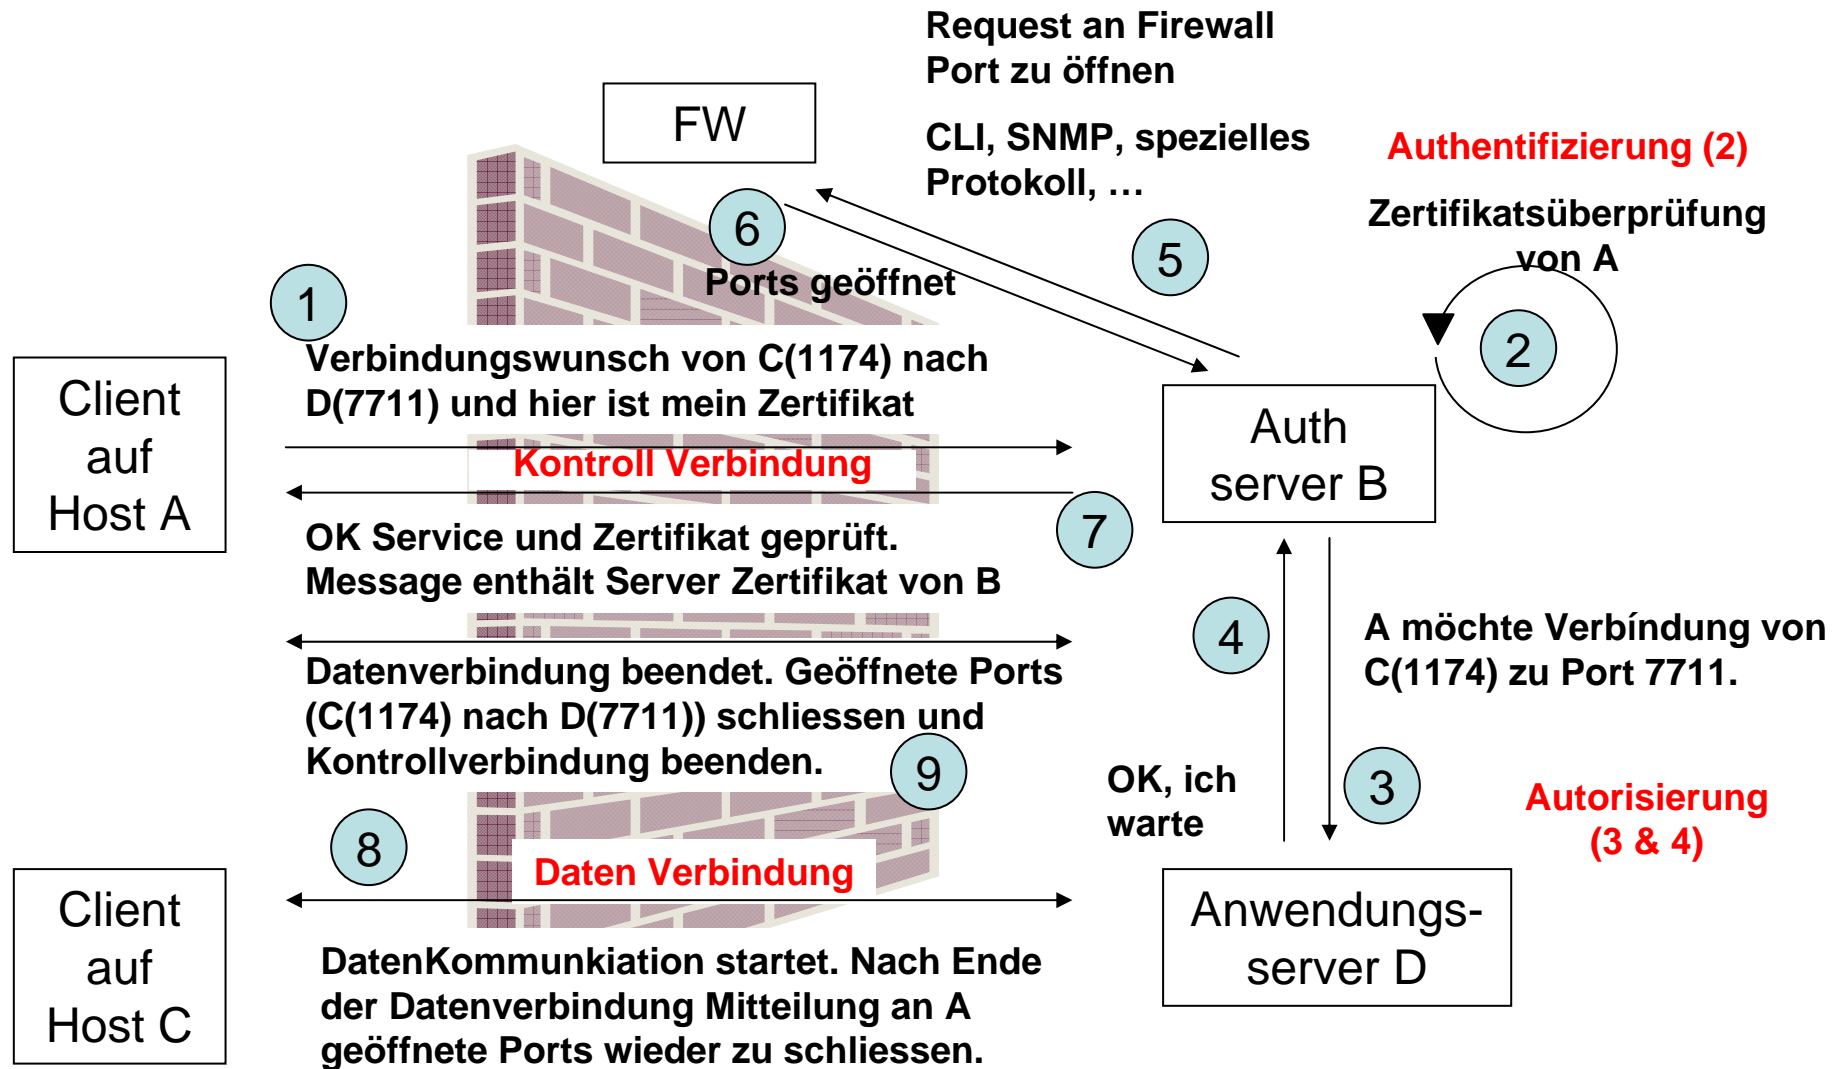 Request an Firewall
Port zu öffnen
FW
CLI, SNMP, spezielles
Protokoll, …
Authentifizierung (2)
Zertifikatsüberprüfung
von A
6
5
Ports geöffnet
1
2
Verbindungswunsch von C(1174) nach
D(7711) und hier ist mein Zertifikat
Client
auf
Host A
Kontroll Verbindung
Auth
server B
7
OK Service und Zertifikat geprüft.
Message enthält Server Zertifikat von B
4
A möchte Verbíndung von
C(1174) zu Port 7711.
Datenverbindung beendet. Geöffnete Ports
(C(1174) nach D(7711)) schliessen und
Kontrollverbindung beenden.
9
OK, ich
warte
3
Autorisierung
(3 & 4)
8
Daten Verbindung
Client
auf
Host C
Anwendungs-
server D
DatenKommunkiation startet. Nach Ende
der Datenverbindung Mitteilung an A
geöffnete Ports wieder zu schliessen.